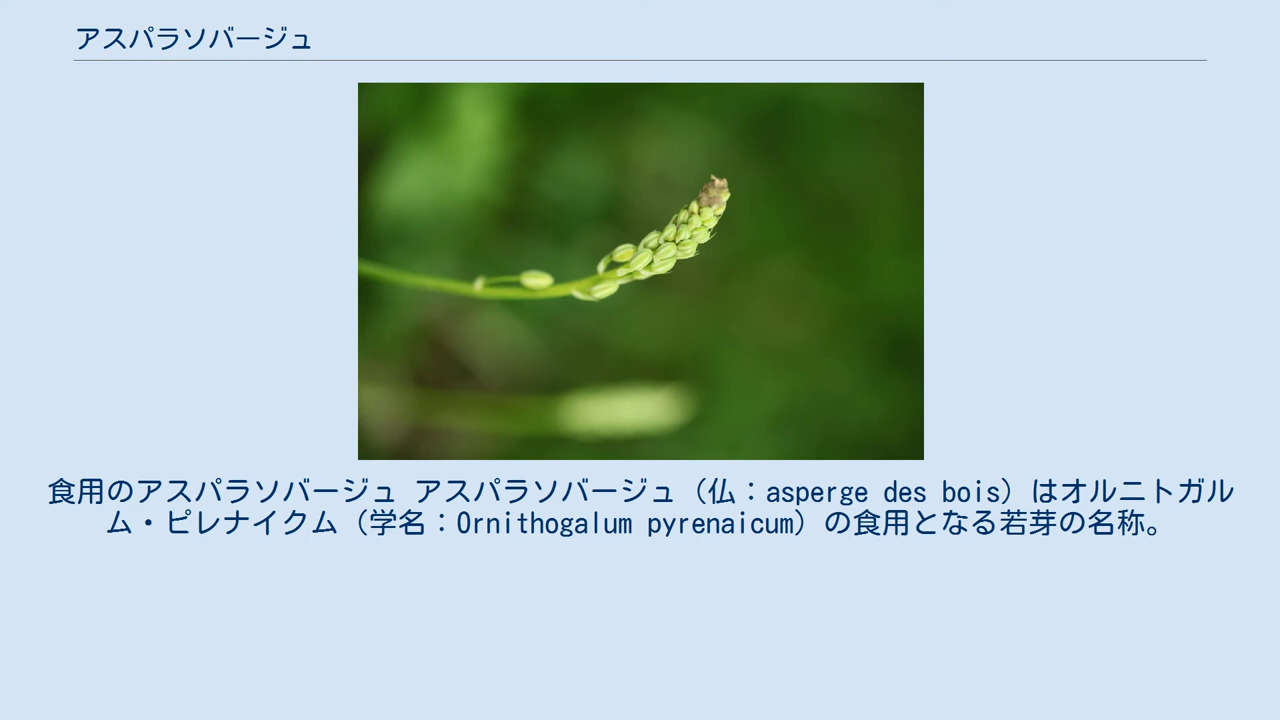 アスパラソバージュ
食用のアスパラソバージュ アスパラソバージュ（仏：asperge des bois）はオルニトガル
ム・ピレナイクム（学名：Ornithogalum pyrenaicum）の食用となる若芽の名称。